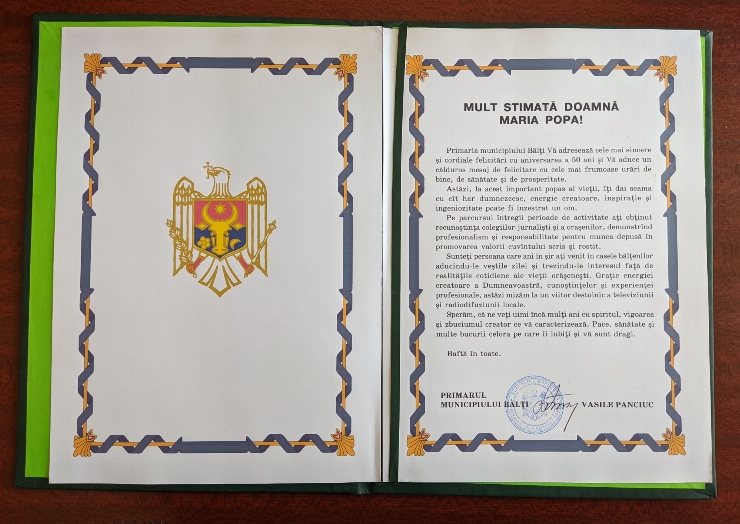 MULT STIMATĂ DOAMNĂ
MARIA POPA!
Primaria municipiului Bălţi Vă adresează cele mai sincere
şi cordiale felicitări cu aniversarea a 50 ani şi Vă aduce un
călduros mesaj de felicitare cu cele mai frumoase urări de
bine, de sănătate şi de prosperitate.
Astăzi, la acest important popas al vieţii, îţi dai seama
cu cît har dumnezeesc, energie creatoare, inspiraţie şi
ingeniozitate poate fi înzestrat un om.
Pe parcursul întregii perioade de activitate aţi obţinut
recunaştinţa colegiilor-jurnalişti şi a oraşenilor, demonstrînd
profesionalism şi responsabilitate pentru munca depusă în
promovarea valorii cuvîntului scris şi rostit.
Sunteţi persoana care ani în şir aţi venit în casele bălţenilor
aducindu-le veştile zilei şi trezindu-le interesul faţă de
realităţile cotidiene ale vieţii orăşeneşti. Graţie energiei
creatoare a Dumneavoastră, cunoştinţelor şi experienţei
profesionale, astăzi mizăm la un viitor destoinic a televiziunii
şi radiodifuziunii locale.
Sperăm, că ne veţi uimi încă mulţi ani cu spiritul, vigoarea
şi zbuciumul creator ce vă caracterizează. Pace, sănătate şi
multe bucurii celora pe care îi iubiţi şi vă sunt dragi.
Baftă în toate.
PRIMARUL
MUNICIPIULUI BĂLŢI VASILE PANCIUC